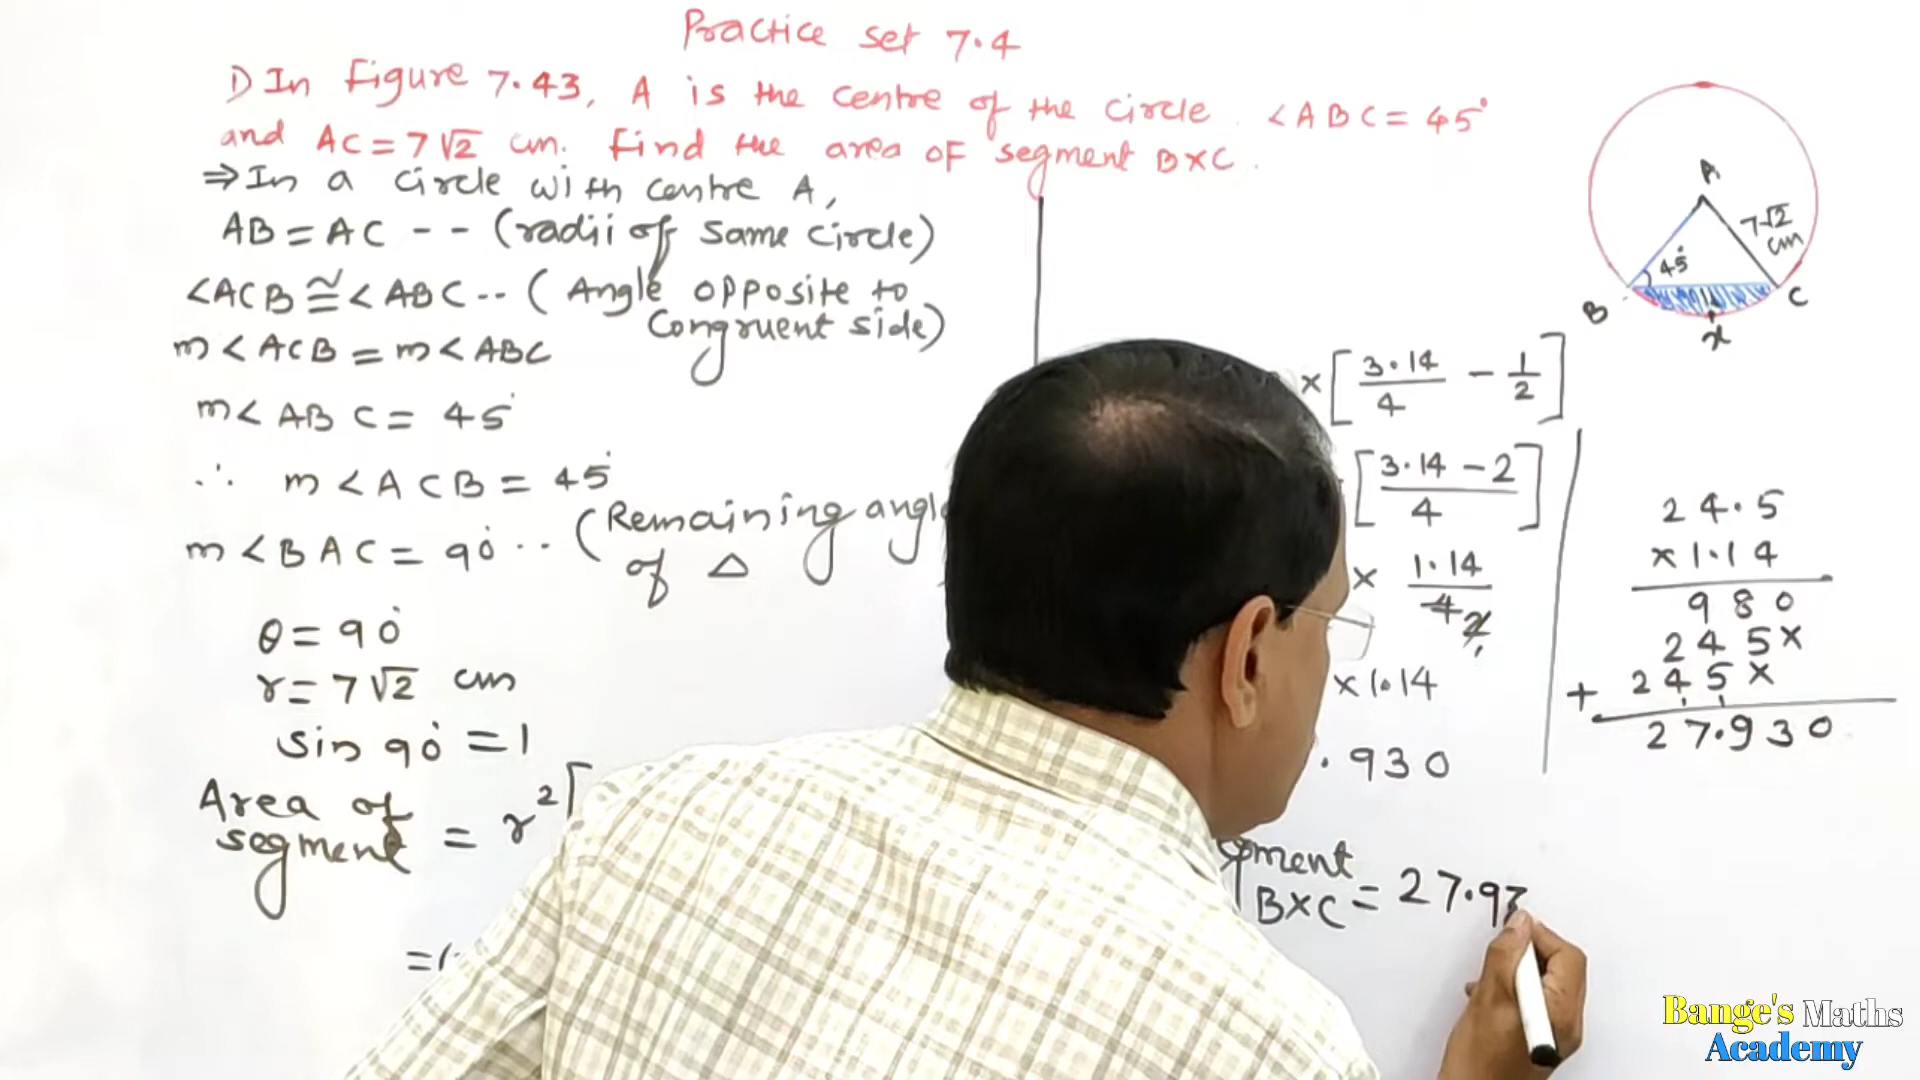 Practice set 7.4
1) In figure 7.43, A is the centre of the circle. <ABC = 45°
and AC = 7√2 cm. Find the area of segment BXC.
⇒ In a circle with centre A,
AB = AC -- (radii of same circle)
<ACB ≅ <ABC -- (Angle opposite to
congruent side)
m<ACB = m<ABC
m<ABC = 45°
∴ m<ACB = 45°
m<BAC = 90° .. (Remaining angle
of △
θ = 90°
r = 7√2 cm
sin 90° = 1
Area of
segment = r² [
=(
× [3.14/4 - 1/2]
[3.14 - 2/4]
× 1.14/4 2
× 1.14
.930
BXC = 27.93
A
7√2
cm
45°
B
C
x
24.5
×1.14
980
245×
+ 245×
27.930
Bange's Maths
Academy